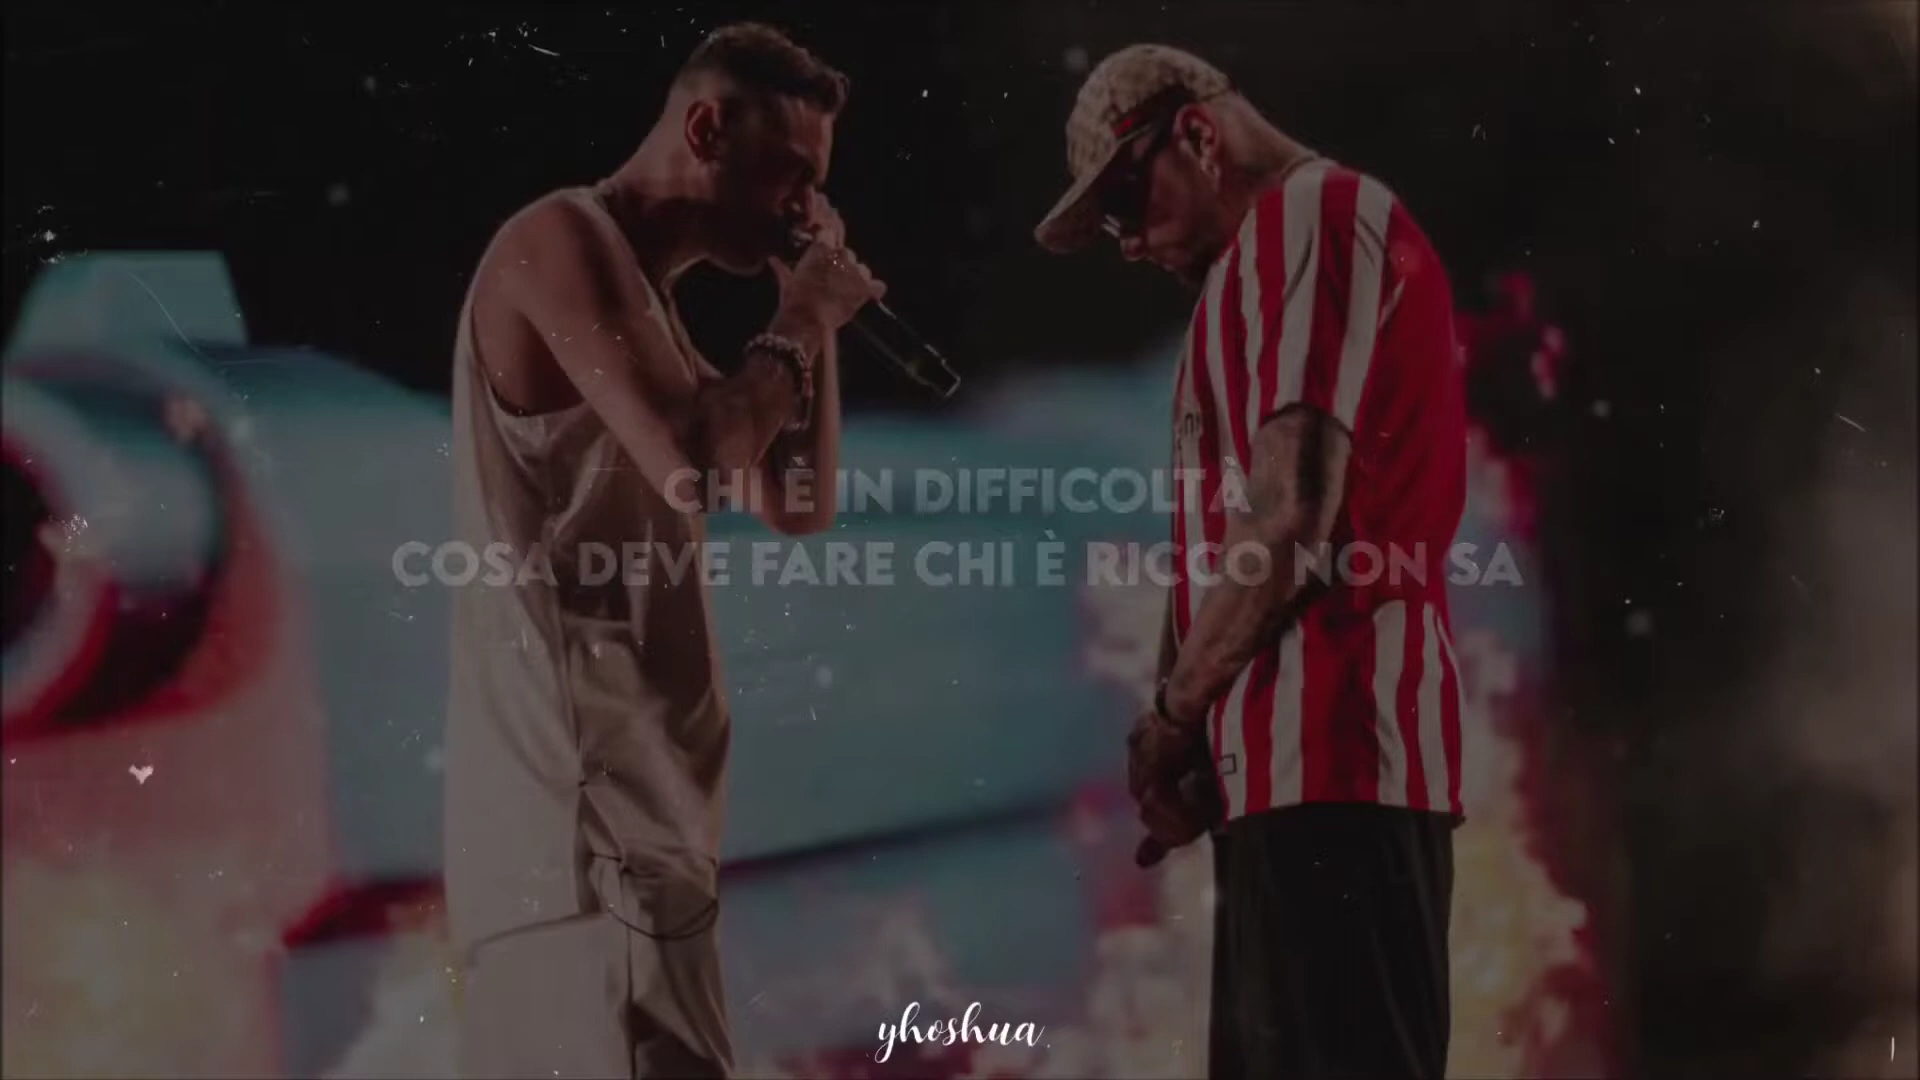 CHI È IN DIFFICOLTÀ
COSA DEVE FARE CHI È RICCO NON SA
yhoshua